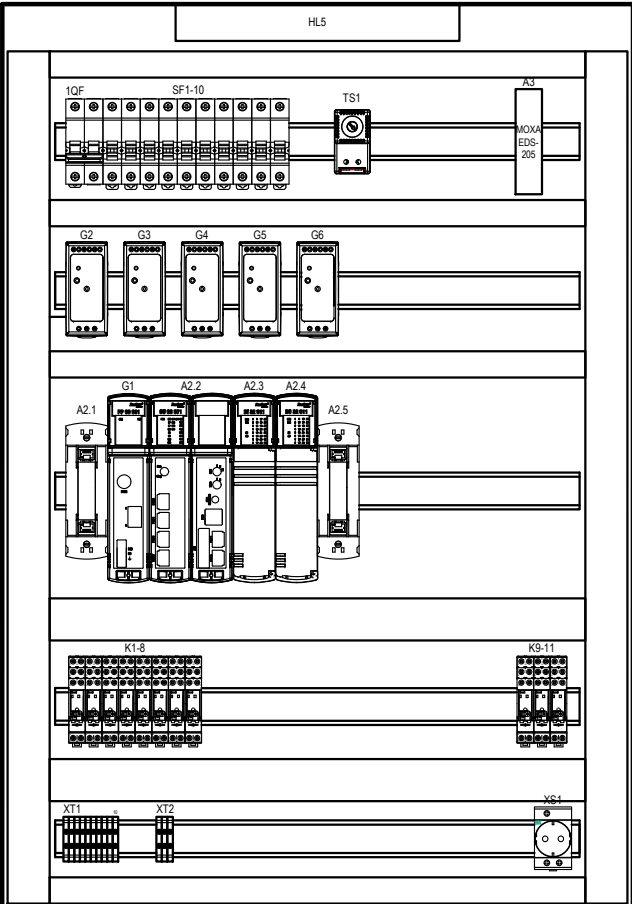 HL5
1QF
SF1-10
TS1
A3
MOXA
EDS-
205
G2
G3
G4
G5
G6
A2.1
G1
A2.2
A2.3
A2.4
A2.5
K1-8
K9-11
XT1
XT2
XS1